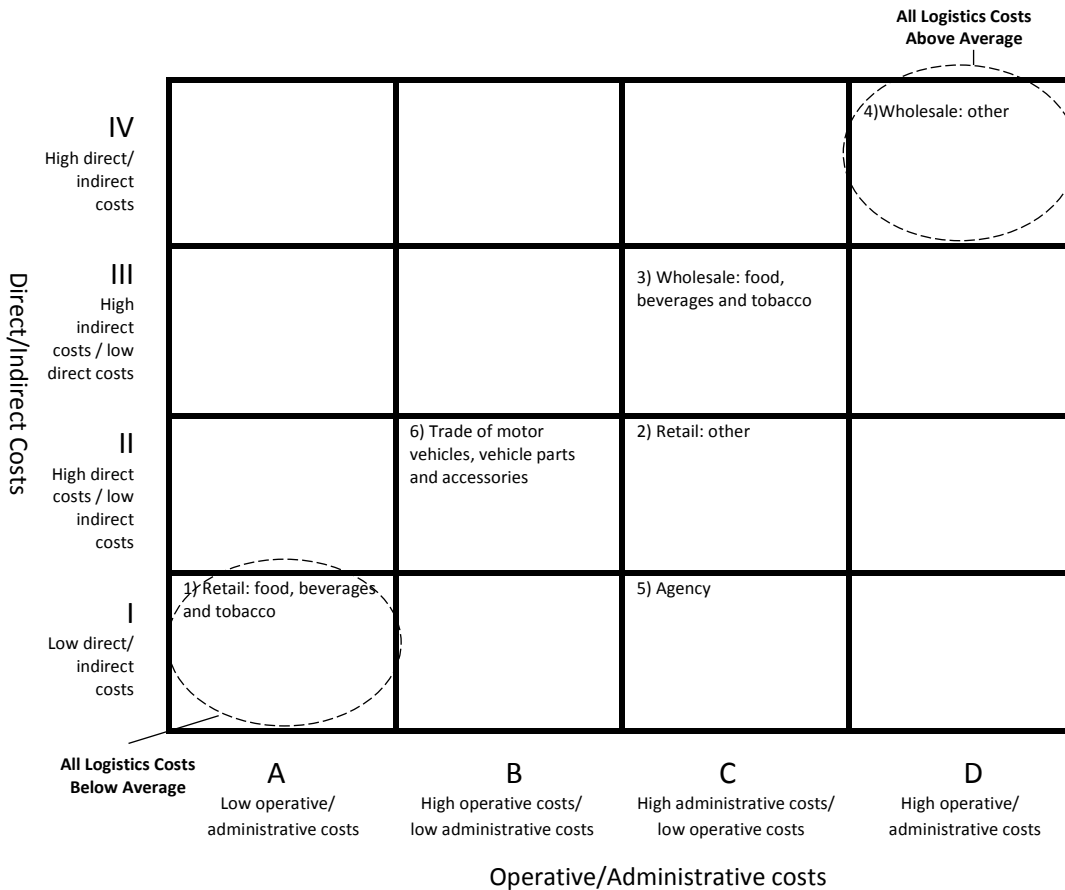 All Logistics Costs
Above Average
IV
High direct/
indirect
costs
4)Wholesale: other
Direct/Indirect Costs
III
High
indirect
costs / low
direct costs
3) Wholesale: food,
beverages and tobacco
II
High direct
costs / low
indirect
costs
6) Trade of motor
vehicles, vehicle parts
and accessories
2) Retail: other
I
Low direct/
indirect
costs
1) Retail: food, beverages
and tobacco
5) Agency
All Logistics Costs
Below Average
A
Low operative/
administrative costs
B
High operative costs/
low administrative costs
C
High administrative costs/
low operative costs
D
High operative/
administrative costs
Operative/Administrative costs